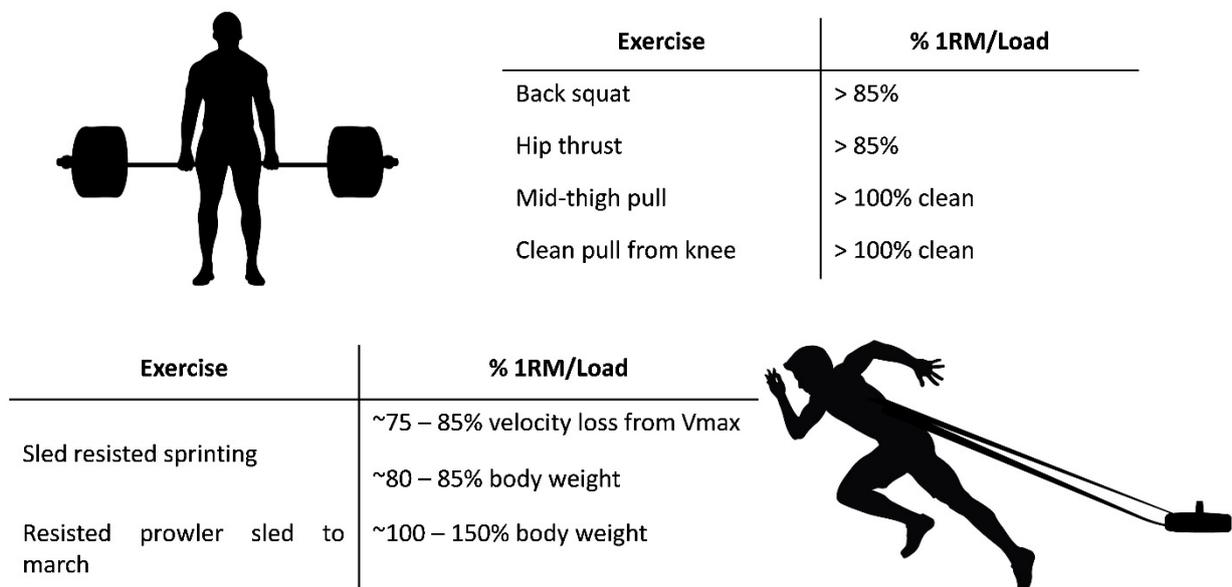 Exercise % 1RM/Load
Back squat > 85%
Hip thrust > 85%
Mid-thigh pull > 100% clean
Clean pull from knee > 100% clean
Exercise % 1RM/Load
~75 – 85% velocity loss from Vmax
Sled resisted sprinting
~80 – 85% body weight
Resisted prowler sled to ~100 – 150% body weight
march